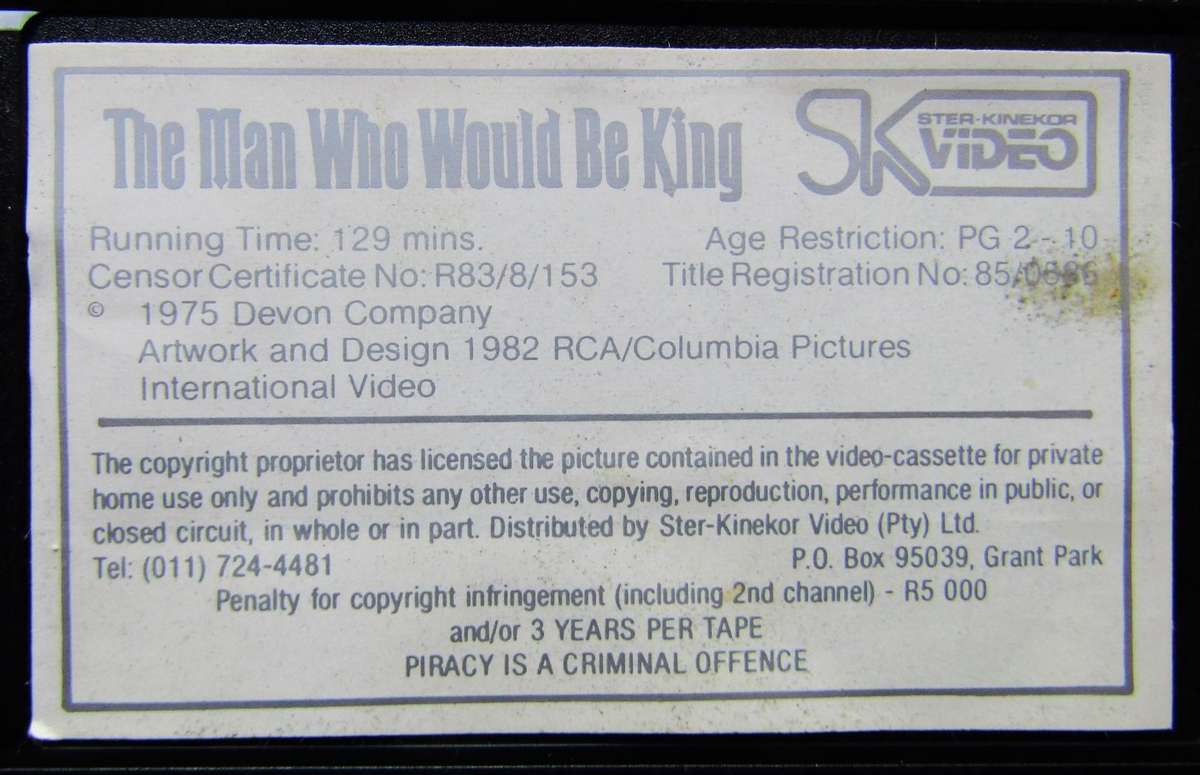 The Man Who Would Be King
SK STER-KINEKOR VIDEO
Running Time: 129 mins. Age Restriction: PG 2 - 10
Censor Certificate No: R83/8/153 Title Registration No: 85/0686
© 1975 Devon Company
Artwork and Design 1982 RCA/Columbia Pictures
International Video
The copyright proprietor has licensed the picture contained in the video-cassette for private
home use only and prohibits any other use, copying, reproduction, performance in public, or
closed circuit, in whole or in part. Distributed by Ster-Kinekor Video (Pty) Ltd.
Tel: (011) 724-4481 P.O. Box 95039, Grant Park
Penalty for copyright infringement (including 2nd channel) - R5 000
and/or 3 YEARS PER TAPE
PIRACY IS A CRIMINAL OFFENCE